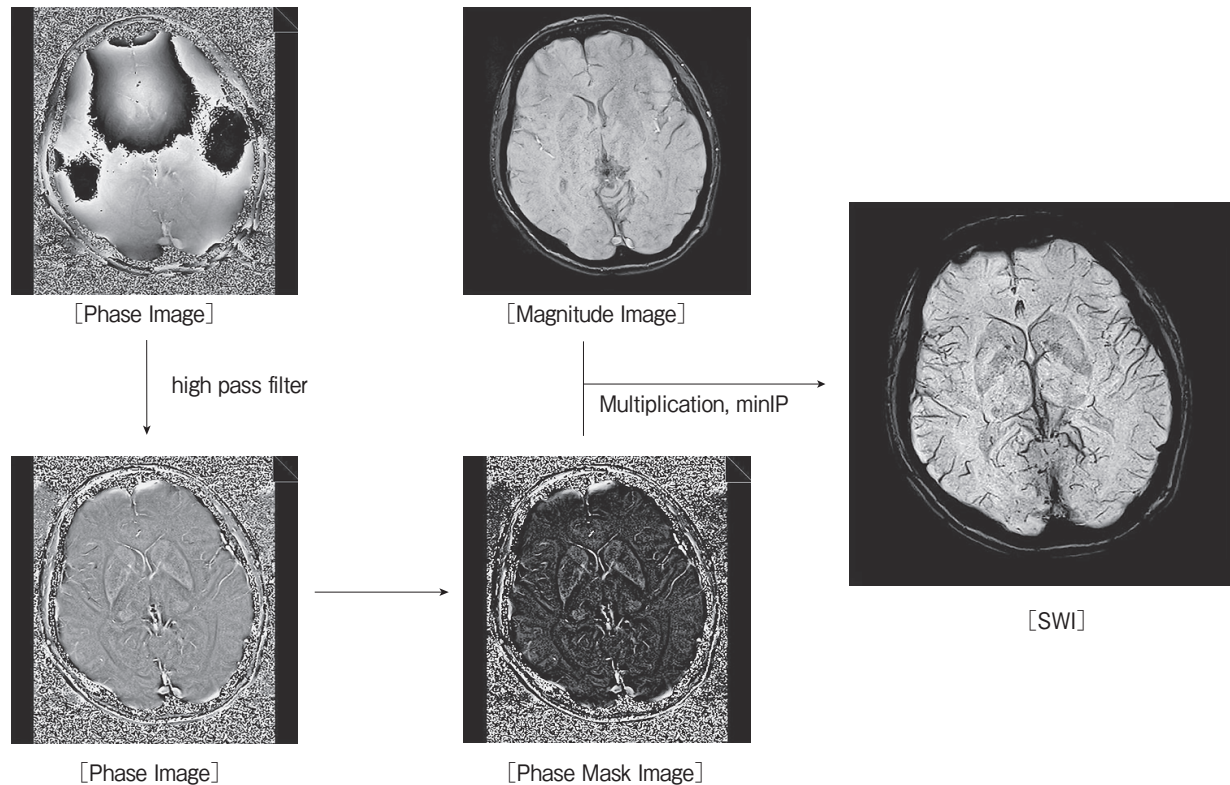 [Phase Image]
[Magnitude Image]
high pass filter
Multiplication, minIP
[SWI]
[Phase Image]
[Phase Mask Image]